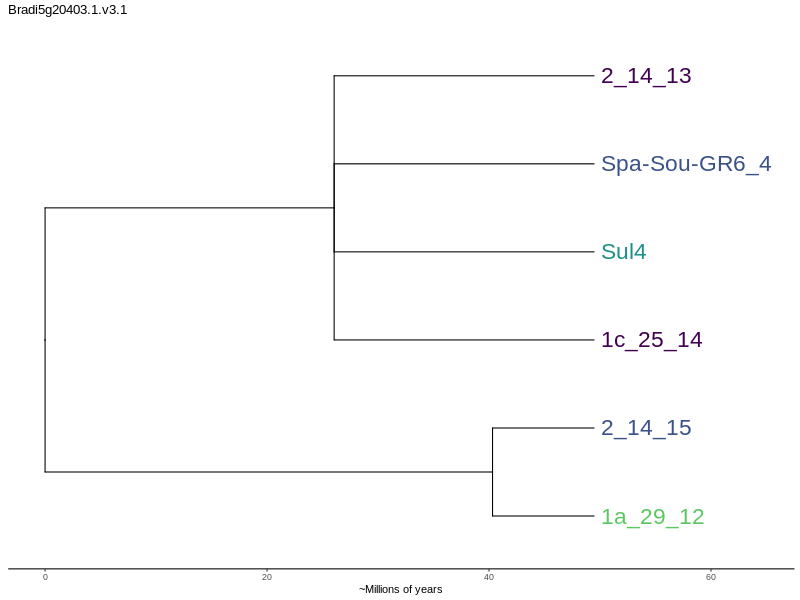 Bradi5g20403.1.v3.1
2_14_13
Spa-Sou-GR6_4
Sul4
1c_25_14
2_14_15
1a_29_12
0 20 40 60
~Millions of years